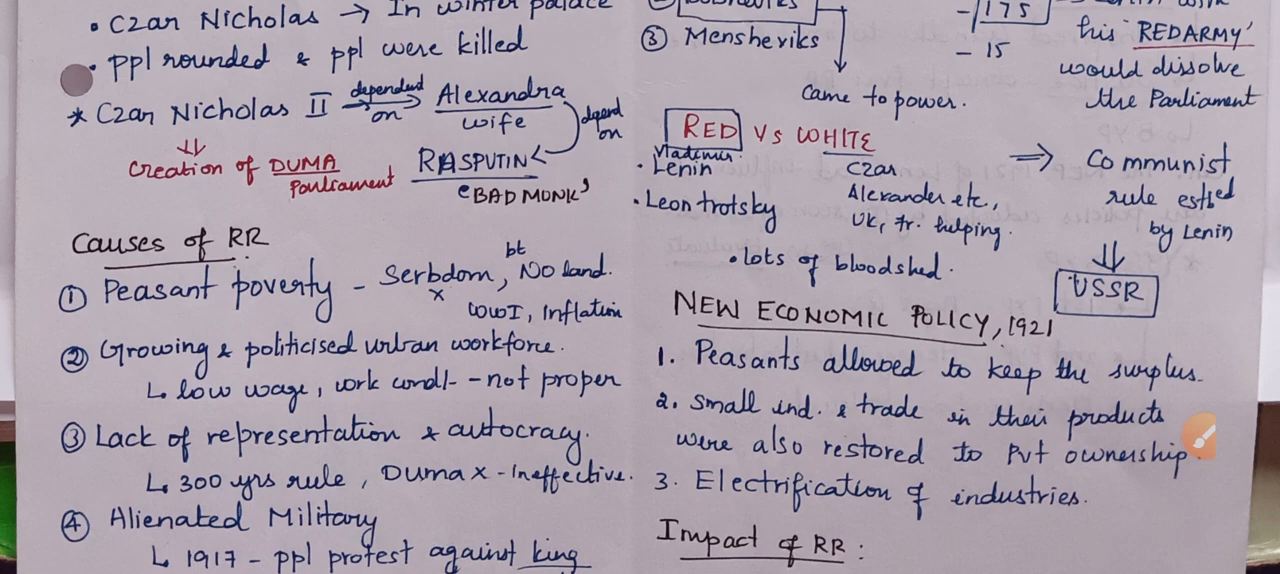 • Czar Nicholas → In winter palace
• ppl rounded & ppl were killed
* Czar Nicholas II dependent on → Alexandra
wife
depend on
⇓
Creation of DUMA
Parliament
RASPUTIN
'BAD MONK'
Causes of RR
① Peasant poverty - Serbdom, bt No land.
x
WWI, Inflation
② Growing & politicised urban workforce.
↳ low wage, work condt - not proper
③ Lack of representation & autocracy.
↳ 300 yrs rule, Duma x - Ineffective.
④ Alienated Military
↳ 1917 - ppl protest against king
③ Mensheviks
came to power.
- 175
- 15
his 'REDARMY'
would dissolve
the Parliament
RED Vs WHITE
• Vladimir Lenin
• Leon trotsky
Czar
Alexander etc.,
UK, fr. helping.
• lots of bloodshed.
⇒ Communist
rule estbed
by Lenin
⇓
USSR
NEW ECONOMIC POLICY, 1921
1. Peasants allowed to keep the surplus.
2. Small ind. & trade in their products
were also restored to Pvt ownership.
3. Electrification of industries.
Impact of RR :